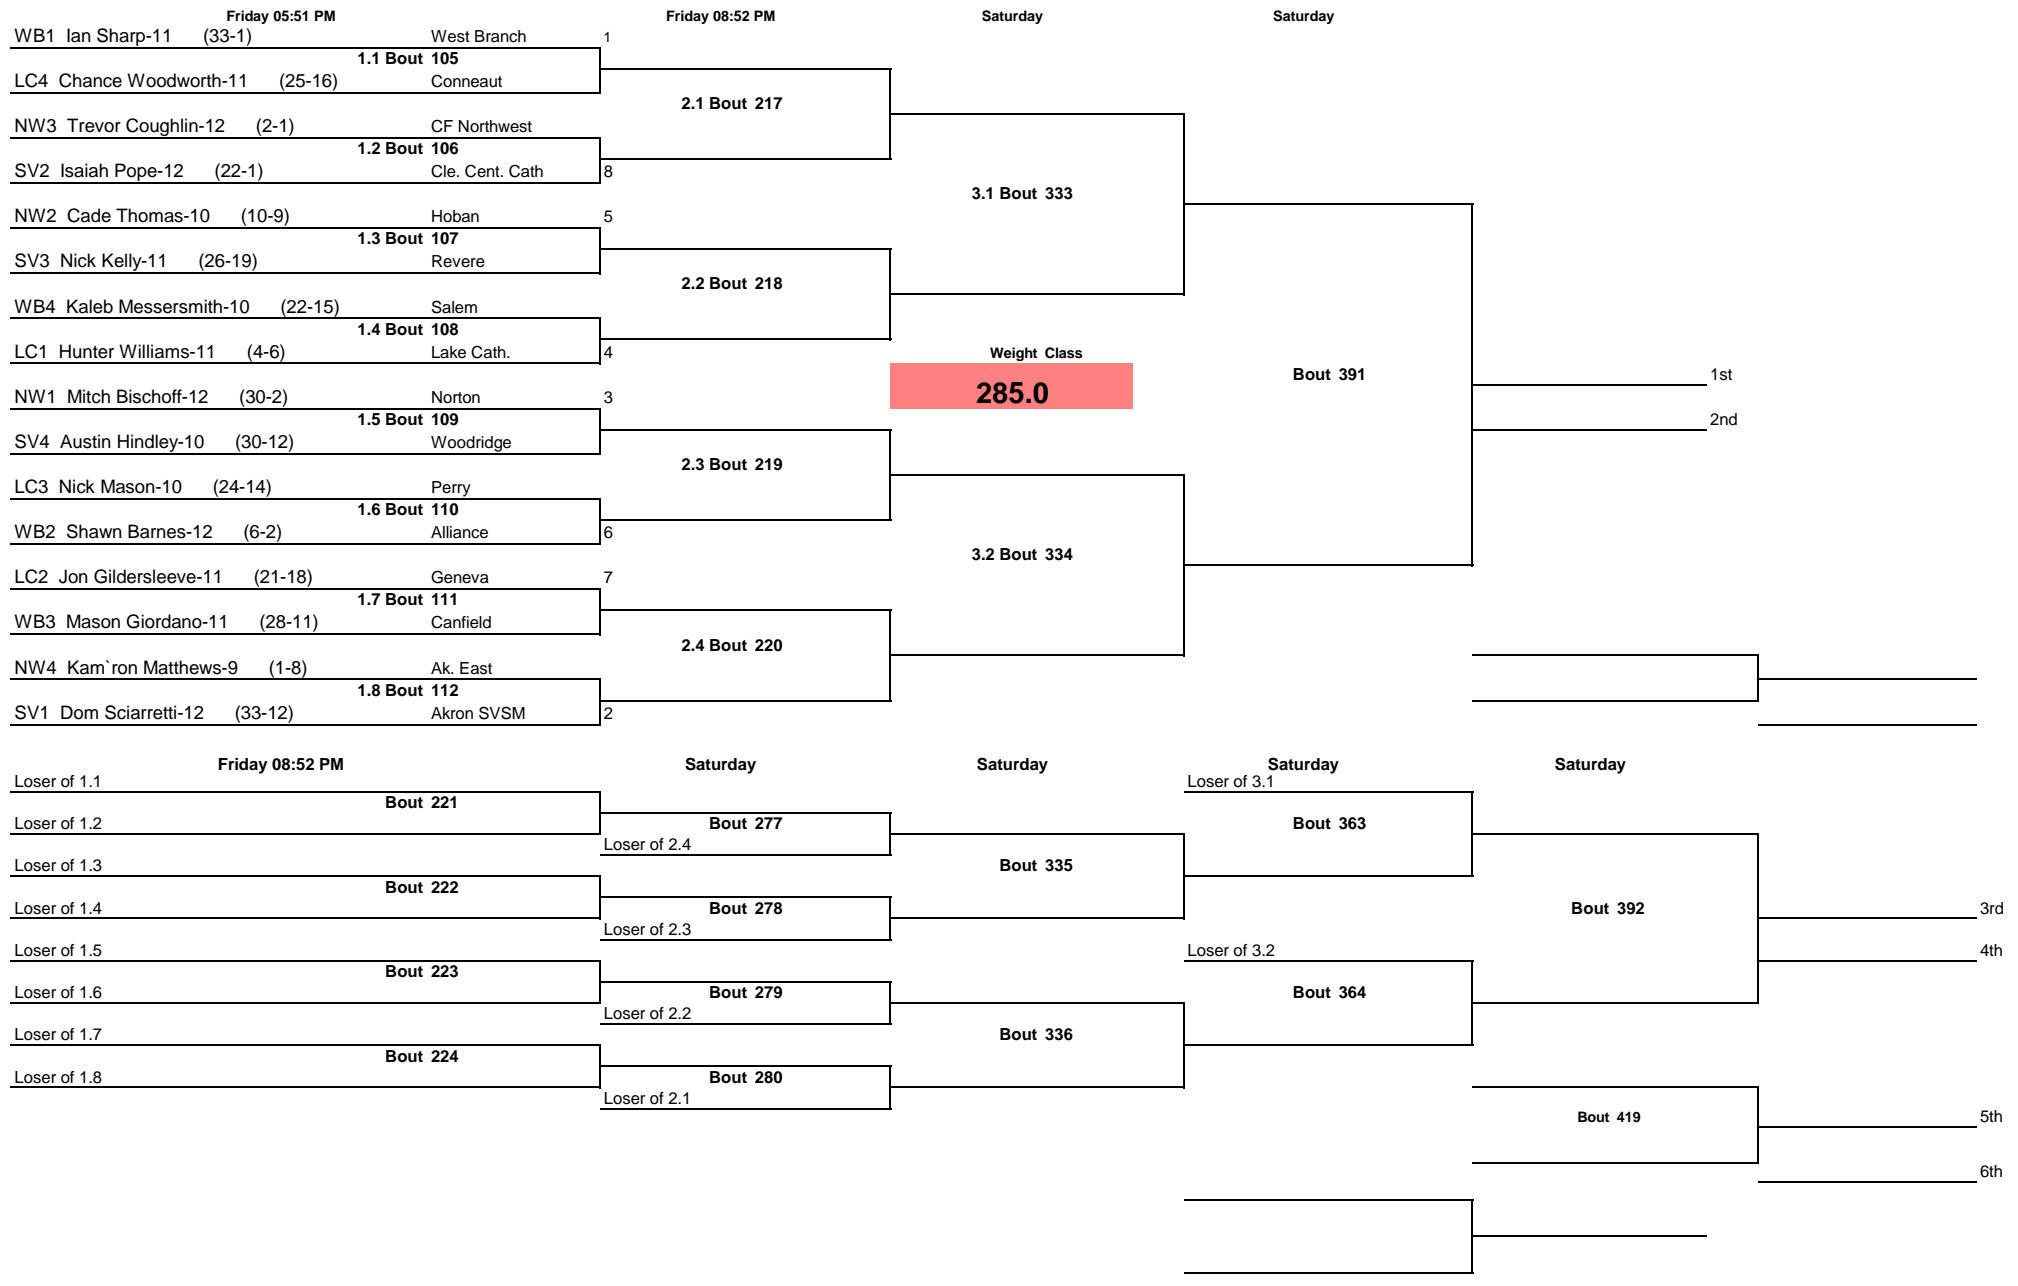 Friday 05:51 PM Friday 08:52 PM Saturday Saturday
WB1 Ian Sharp-11 (33-1) West Branch 1
1.1 Bout 105
LC4 Chance Woodworth-11 (25-16) Conneaut
2.1 Bout 217
NW3 Trevor Coughlin-12 (2-1) CF Northwest
1.2 Bout 106
SV2 Isaiah Pope-12 (22-1) Cle. Cent. Cath 8
3.1 Bout 333
NW2 Cade Thomas-10 (10-9) Hoban 5
1.3 Bout 107
SV3 Nick Kelly-11 (26-19) Revere
2.2 Bout 218
WB4 Kaleb Messersmith-10 (22-15) Salem
1.4 Bout 108
LC1 Hunter Williams-11 (4-6) Lake Cath. 4 Weight Class
Bout 391 1st
285.0
NW1 Mitch Bischoff-12 (30-2) Norton 3
1.5 Bout 109 2nd
SV4 Austin Hindley-10 (30-12) Woodridge
2.3 Bout 219
LC3 Nick Mason-10 (24-14) Perry
1.6 Bout 110
WB2 Shawn Barnes-12 (6-2) Alliance 6
3.2 Bout 334
LC2 Jon Gildersleeve-11 (21-18) Geneva 7
1.7 Bout 111
WB3 Mason Giordano-11 (28-11) Canfield
2.4 Bout 220
NW4 Kam`ron Matthews-9 (1-8) Ak. East
1.8 Bout 112
SV1 Dom Sciarretti-12 (33-12) Akron SVSM 2
Friday 08:52 PM Saturday Saturday Saturday Saturday
Loser of 1.1 Loser of 3.1
Bout 221
Loser of 1.2 Bout 277 Bout 363
Loser of 2.4
Loser of 1.3 Bout 335
Bout 222
Loser of 1.4 Bout 278 Bout 392 3rd
Loser of 2.3
Loser of 1.5 Loser of 3.2 4th
Bout 223
Loser of 1.6 Bout 279 Bout 364
Loser of 2.2
Loser of 1.7 Bout 336
Bout 224
Loser of 1.8 Bout 280
Loser of 2.1
Bout 419 5th
6th